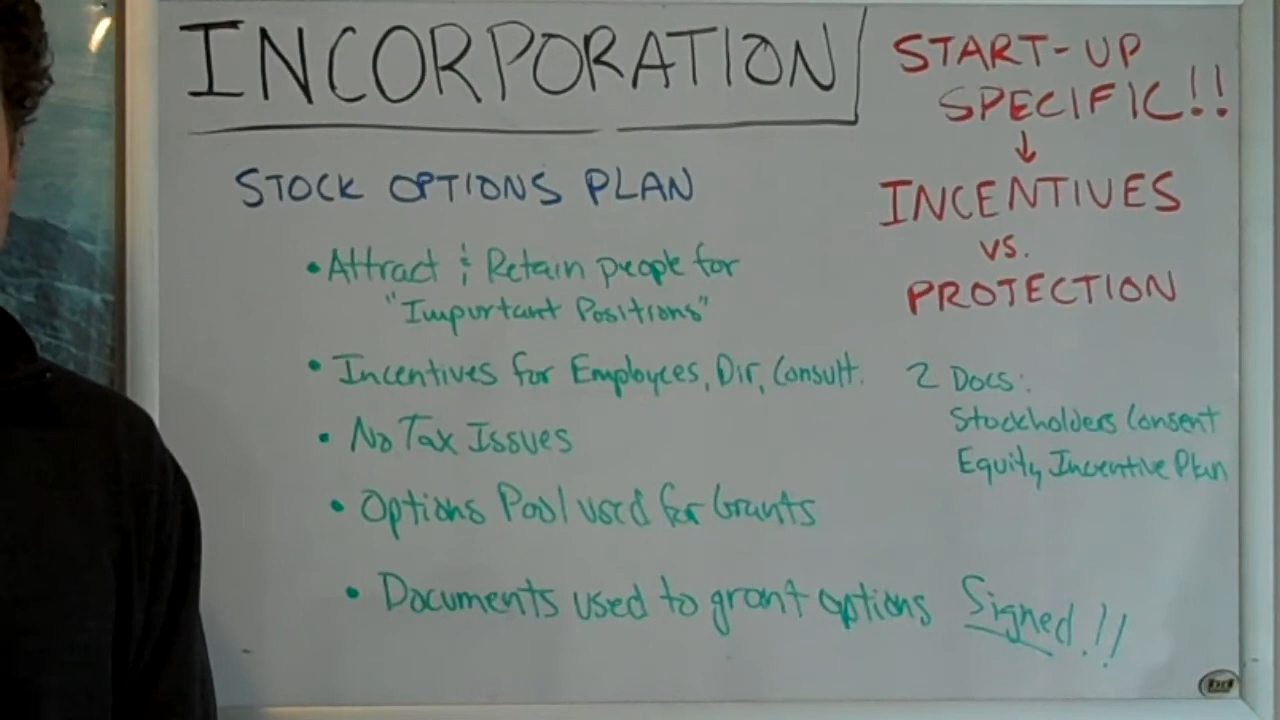 INCORPORATION
STOCK OPTIONS PLAN
• Attract & Retain people for
"Important Positions"
• Incentives for Employees, Dir, Consult.
• No Tax Issues
• Options Pool used for Grants
• Documents used to grant options Signed!!
START-UP
SPECIFIC!!
↓
INCENTIVES
vs.
PROTECTION
2 Docs:
Stockholders Consent
Equity Incentive Plan